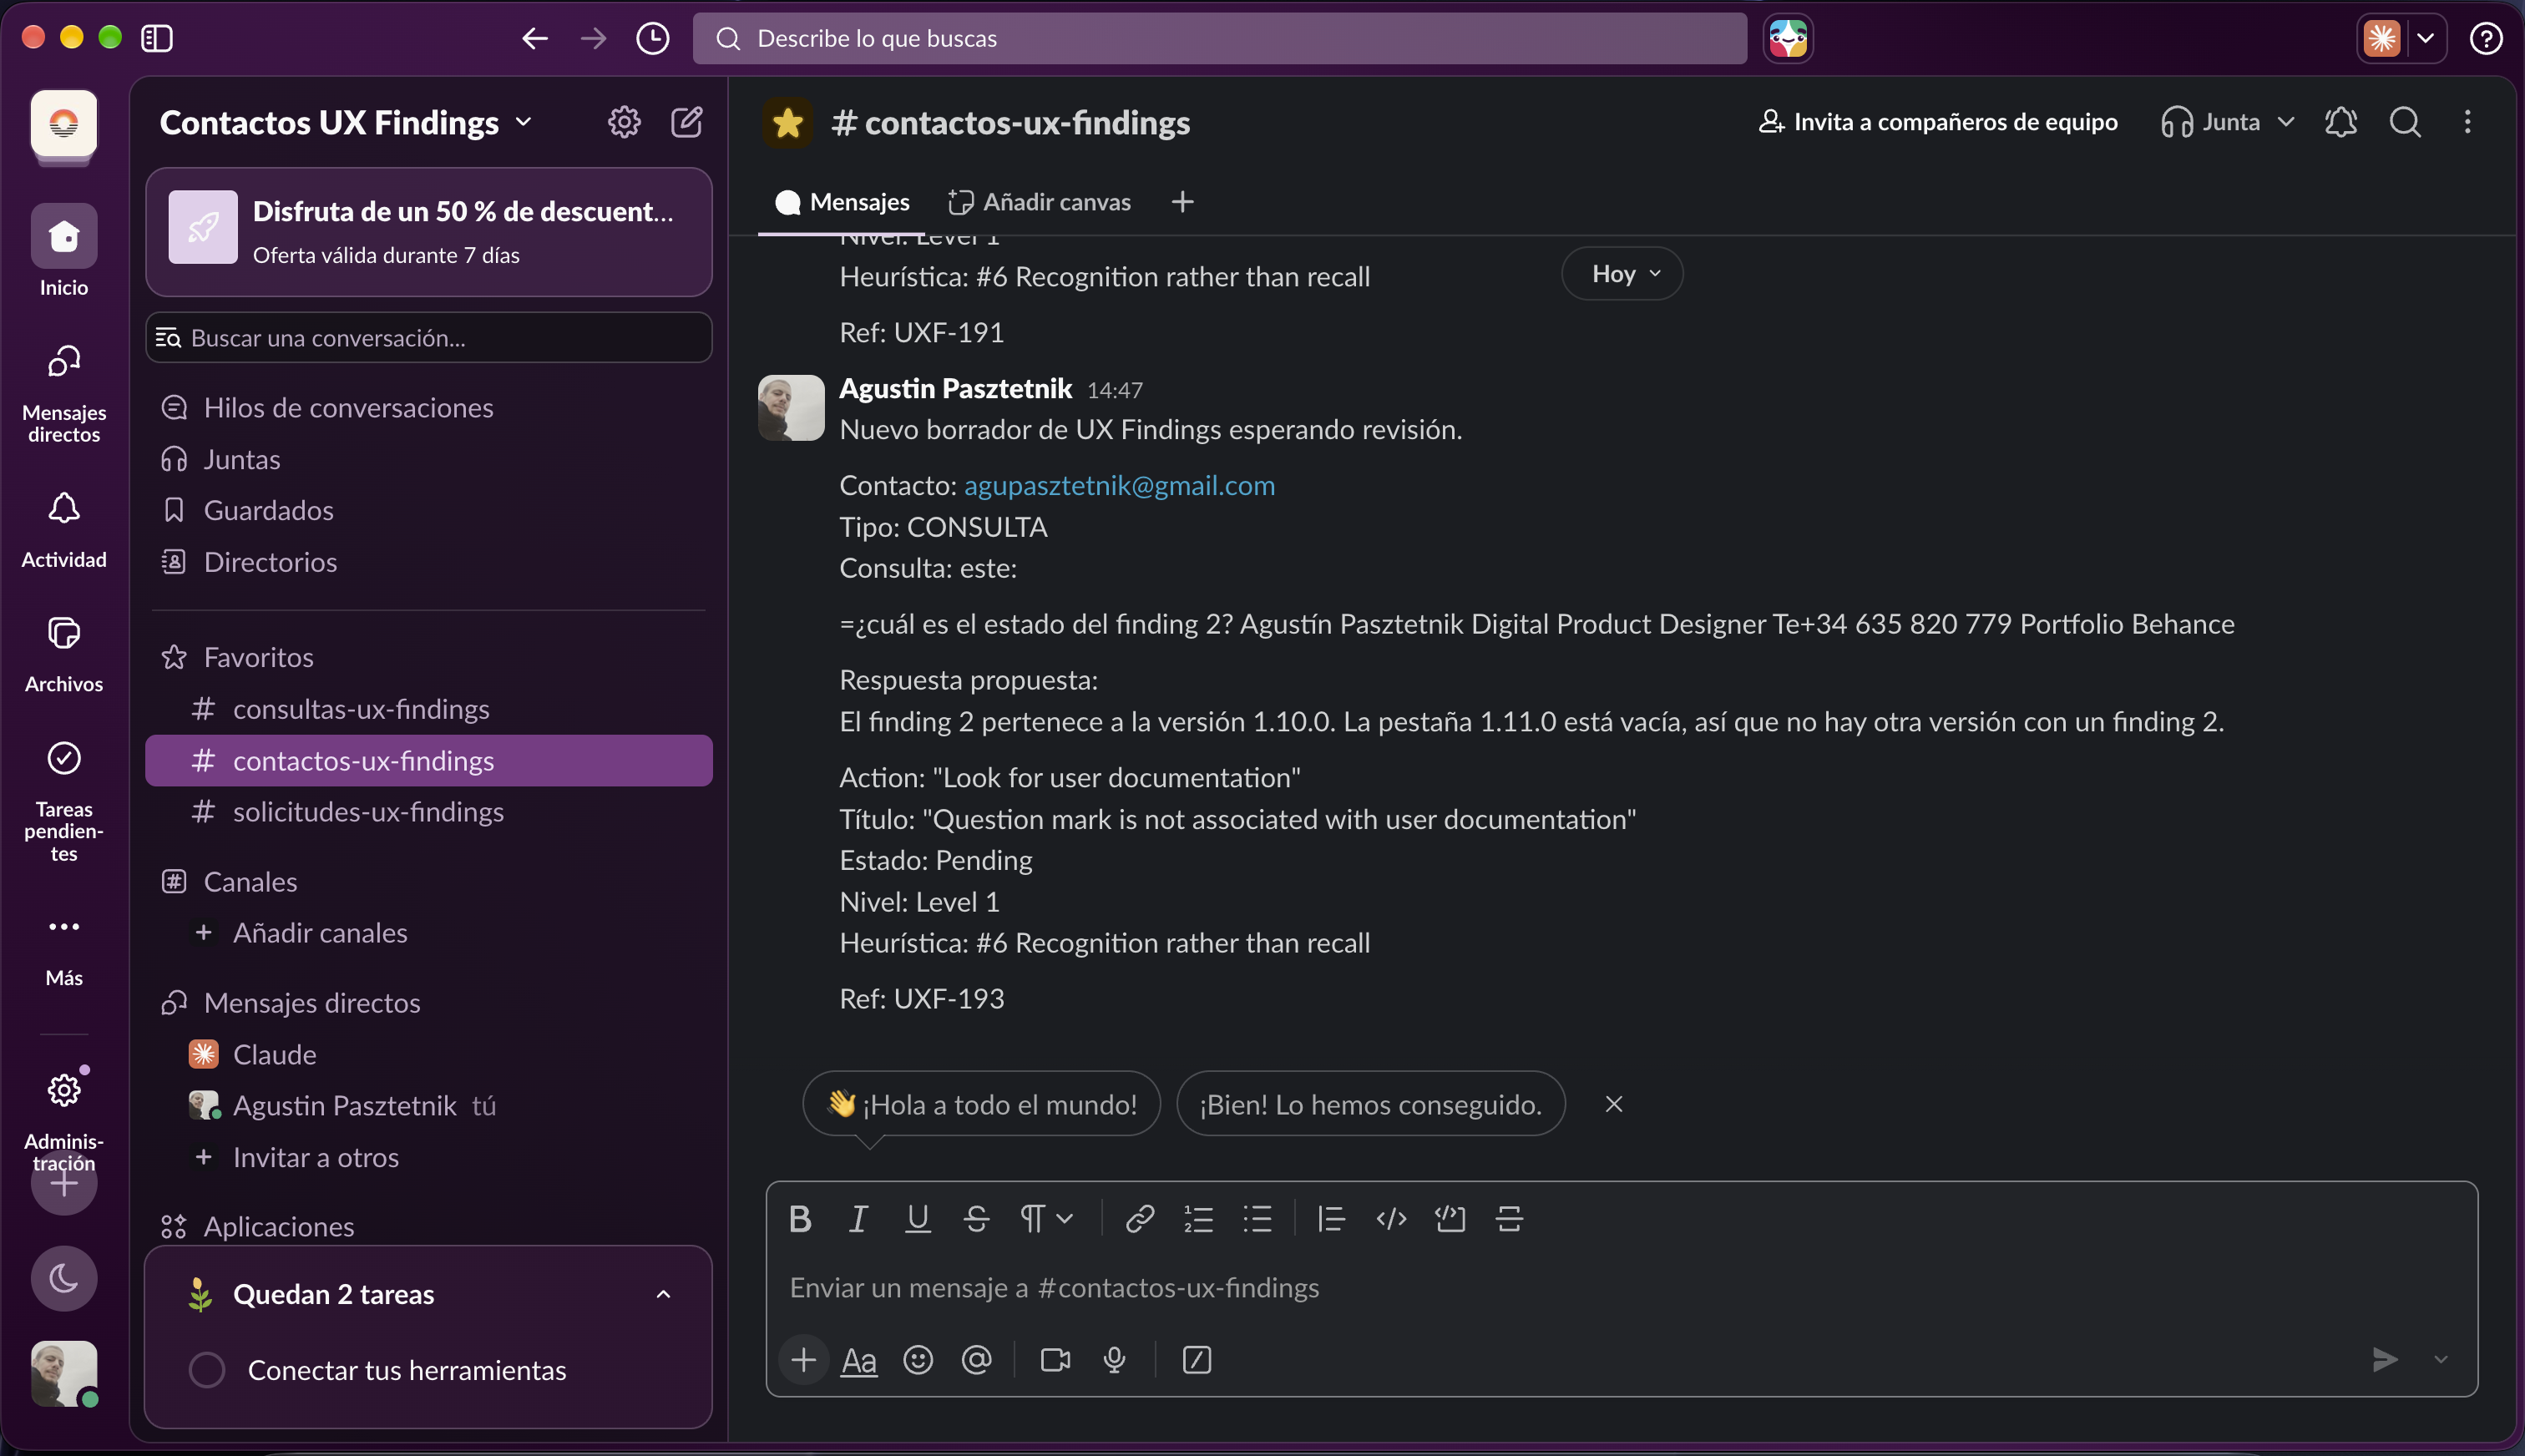 Describe lo que buscas
Contactos UX Findings
Disfruta de un 50 % de descuent...
Oferta válida durante 7 días
Buscar una conversación...
Inicio
Mensajes
directos
Actividad
Archivos
Tareas
pendien-
tes
Más
Adminis-
tración
Hilos de conversaciones
Juntas
Guardados
Directorios
Favoritos
# consultas-ux-findings
# contactos-ux-findings
# solicitudes-ux-findings
Canales
+ Añadir canales
Mensajes directos
Claude
Agustin Pasztetnik tú
+ Invitar a otros
Aplicaciones
Quedan 2 tareas
Conectar tus herramientas
# contactos-ux-findings
Invita a compañeros de equipo
Junta
Mensajes
Añadir canvas
Hoy
Nivel: Level 1
Heurística: #6 Recognition rather than recall
Ref: UXF-191
Agustin Pasztetnik 14:47
Nuevo borrador de UX Findings esperando revisión.
Contacto: agupasztetnik@gmail.com
Tipo: CONSULTA
Consulta: este:
=¿cuál es el estado del finding 2? Agustín Pasztetnik Digital Product Designer Te+34 635 820 779 Portfolio Behance
Respuesta propuesta:
El finding 2 pertenece a la versión 1.10.0. La pestaña 1.11.0 está vacía, así que no hay otra versión con un finding 2.
Action: "Look for user documentation"
Título: "Question mark is not associated with user documentation"
Estado: Pending
Nivel: Level 1
Heurística: #6 Recognition rather than recall
Ref: UXF-193
👋 ¡Hola a todo el mundo!
¡Bien! Lo hemos conseguido.
Enviar un mensaje a #contactos-ux-findings
Aa